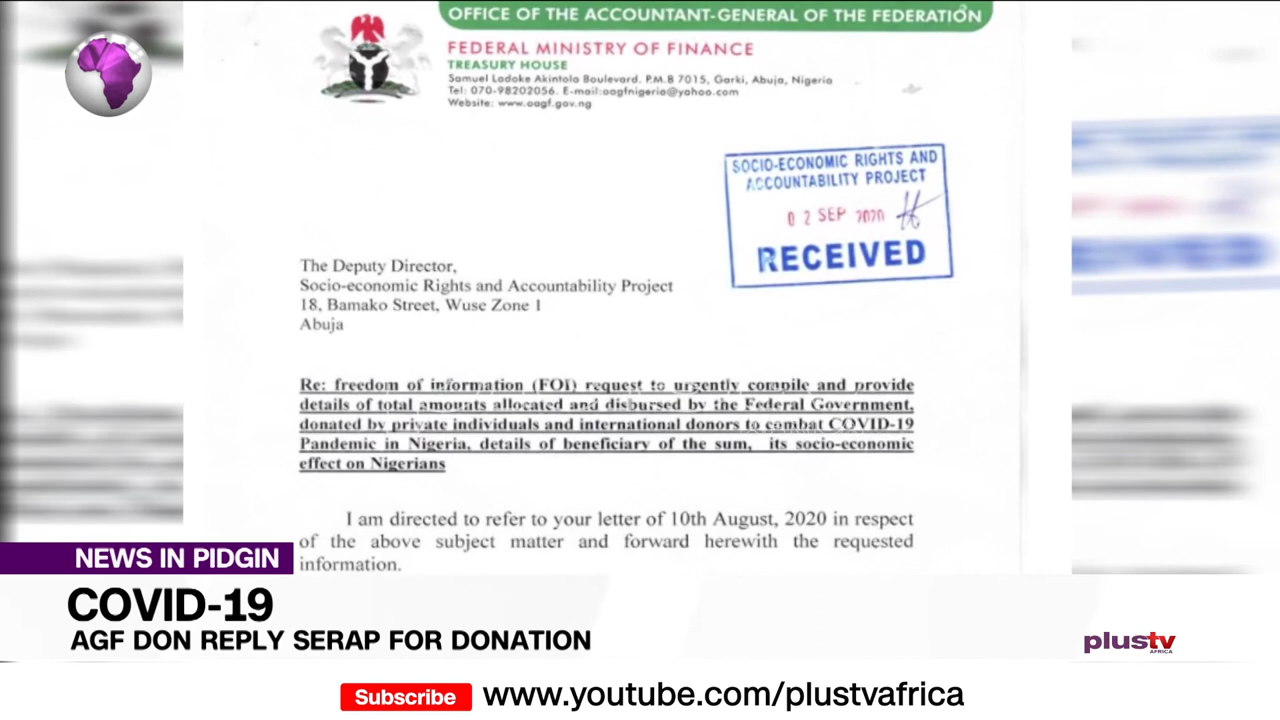 OFFICE OF THE ACCOUNTANT-GENERAL OF THE FEDERATION
FEDERAL MINISTRY OF FINANCE
TREASURY HOUSE
Samuel Ladoke Akintola Boulevard. P.M.B 7015, Garki, Abuja, Nigeria
Tel: 070-98202056. E-mail:oagfnigeria@yahoo.com
Website: www.oagf.gov.ng
SOCIO-ECONOMIC RIGHTS AND
ACCOUNTABILITY PROJECT
02 SEP 2020
RECEIVED
The Deputy Director,
Socio-economic Rights and Accountability Project
18, Bamako Street, Wuse Zone 1
Abuja
Re: freedom of information (FOI) request to urgently compile and provide
details of total amounts allocated and disbursed by the Federal Government,
donated by private individuals and international donors to combat COVID-19
Pandemic in Nigeria, details of beneficiary of the sum, its socio-economic
effect on Nigerians
I am directed to refer to your letter of 10th August, 2020 in respect
of the above subject matter and forward herewith the requested
information.
NEWS IN PIDGIN
COVID-19
AGF DON REPLY SERAP FOR DONATION
plustv
AFRICA
Subscribe www.youtube.com/plustvafrica